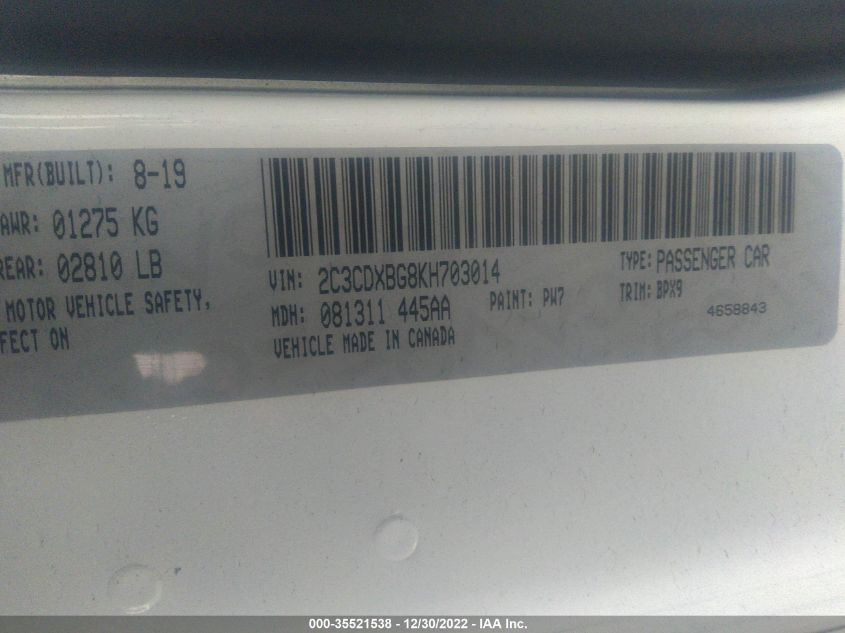 MFR(BUILT): 8-19
AWR: 01275 KG
REAR: 02810 LB
MOTOR VEHICLE SAFETY,
FECT ON
VIN: 2C3CDXBG8KH703014
TYPE: PASSENGER CAR
MDH: 081311 445AA
PAINT: PW7
TRIM: BPX9
VEHICLE MADE IN CANADA
4658843
000-35521538 - 12/30/2022 - IAA Inc.